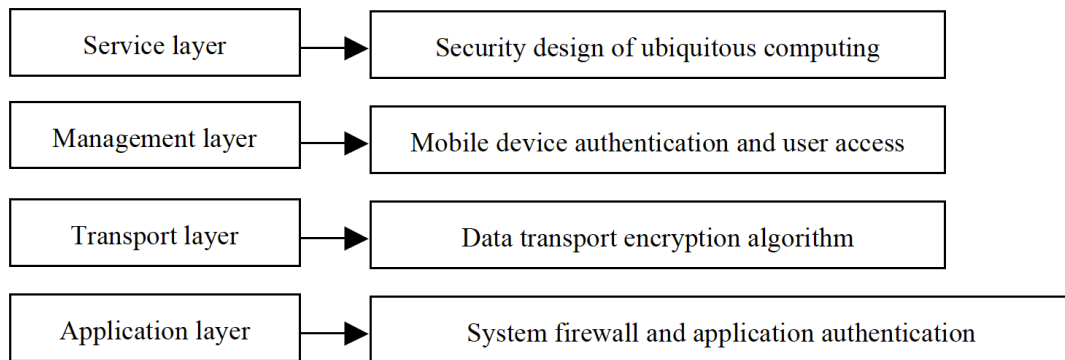 Service layer
Security design of ubiquitous computing
Management layer
Mobile device authentication and user access
Transport layer
Data transport encryption algorithm
Application layer
System firewall and application authentication